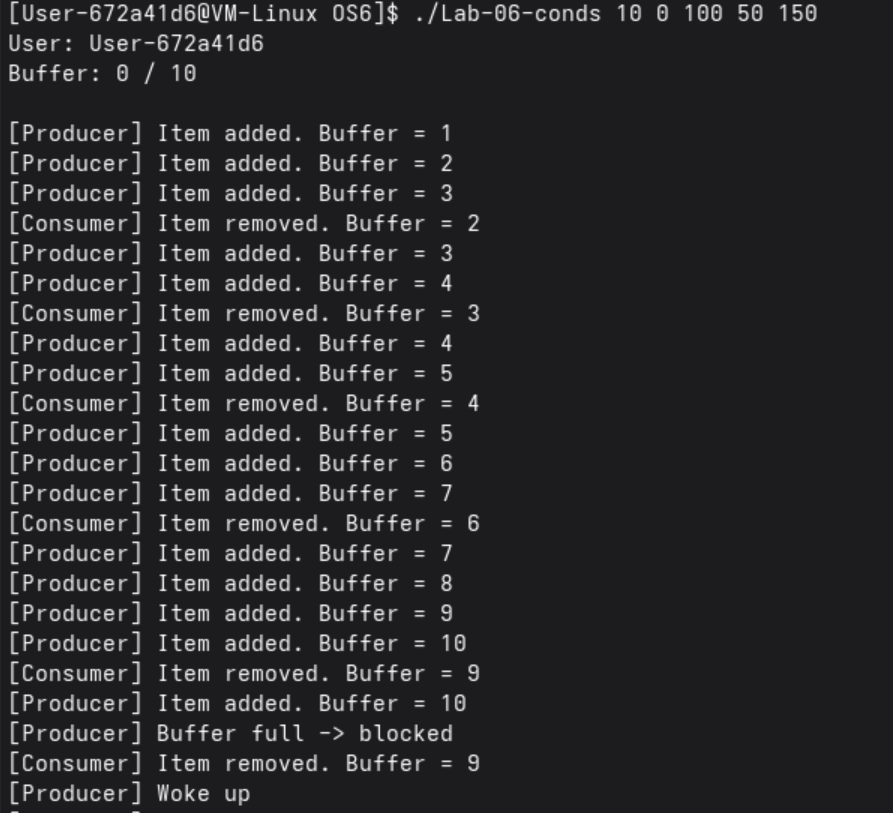 [User-672a41d6@VM-Linux OS6]$ ./Lab-06-conds 10 0 100 50 150
User: User-672a41d6
Buffer: 0 / 10
[Producer] Item added. Buffer = 1
[Producer] Item added. Buffer = 2
[Producer] Item added. Buffer = 3
[Consumer] Item removed. Buffer = 2
[Producer] Item added. Buffer = 3
[Producer] Item added. Buffer = 4
[Consumer] Item removed. Buffer = 3
[Producer] Item added. Buffer = 4
[Producer] Item added. Buffer = 5
[Consumer] Item removed. Buffer = 4
[Producer] Item added. Buffer = 5
[Producer] Item added. Buffer = 6
[Producer] Item added. Buffer = 7
[Consumer] Item removed. Buffer = 6
[Producer] Item added. Buffer = 7
[Producer] Item added. Buffer = 8
[Producer] Item added. Buffer = 9
[Producer] Item added. Buffer = 10
[Consumer] Item removed. Buffer = 9
[Producer] Item added. Buffer = 10
[Producer] Buffer full -> blocked
[Consumer] Item removed. Buffer = 9
[Producer] Woke up